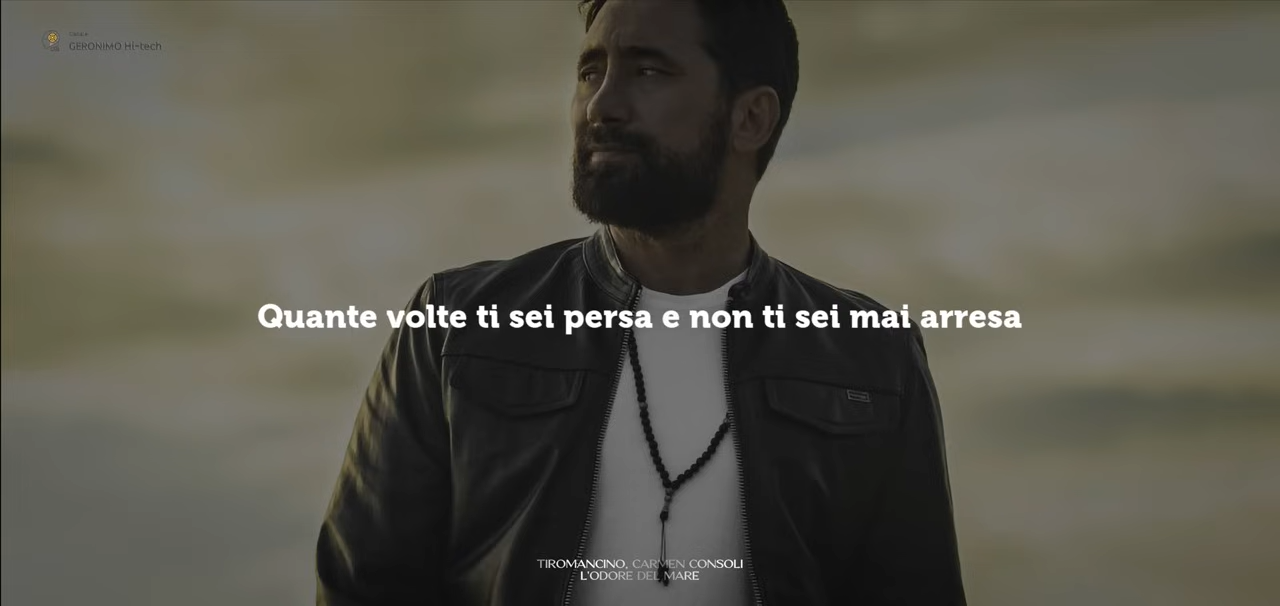 GERONIMO Hi-tech
Quante volte ti sei persa e non ti sei mai arresa
TIROMANCINO, CARMEN CONSOLI
L'ODORE DEL MARE